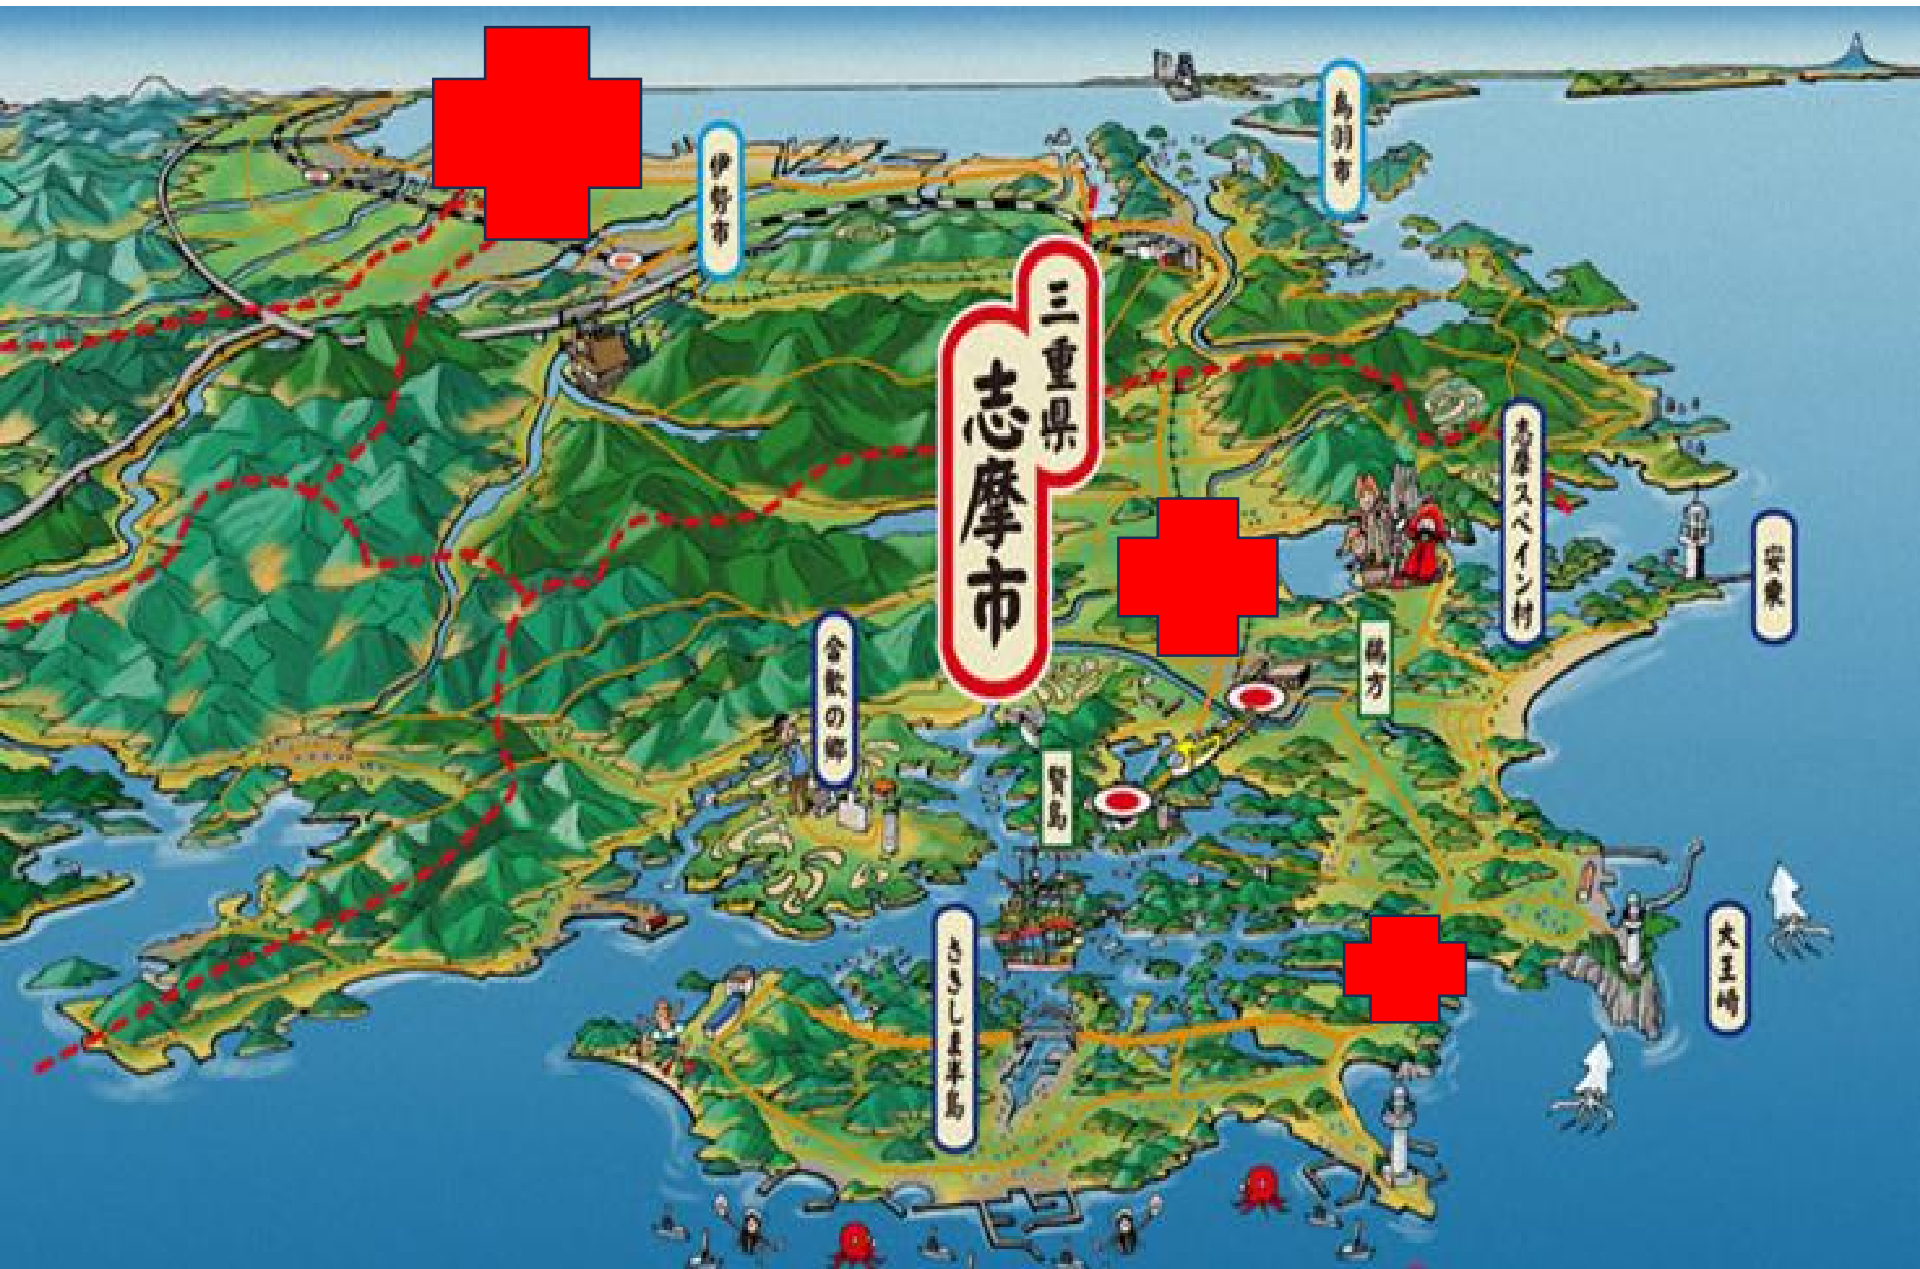 鳥羽市
伊勢市
三重県
志摩市
志摩スペイン村
安乗
鵜方
合歓の郷
賢島
さきしま半島
大王崎